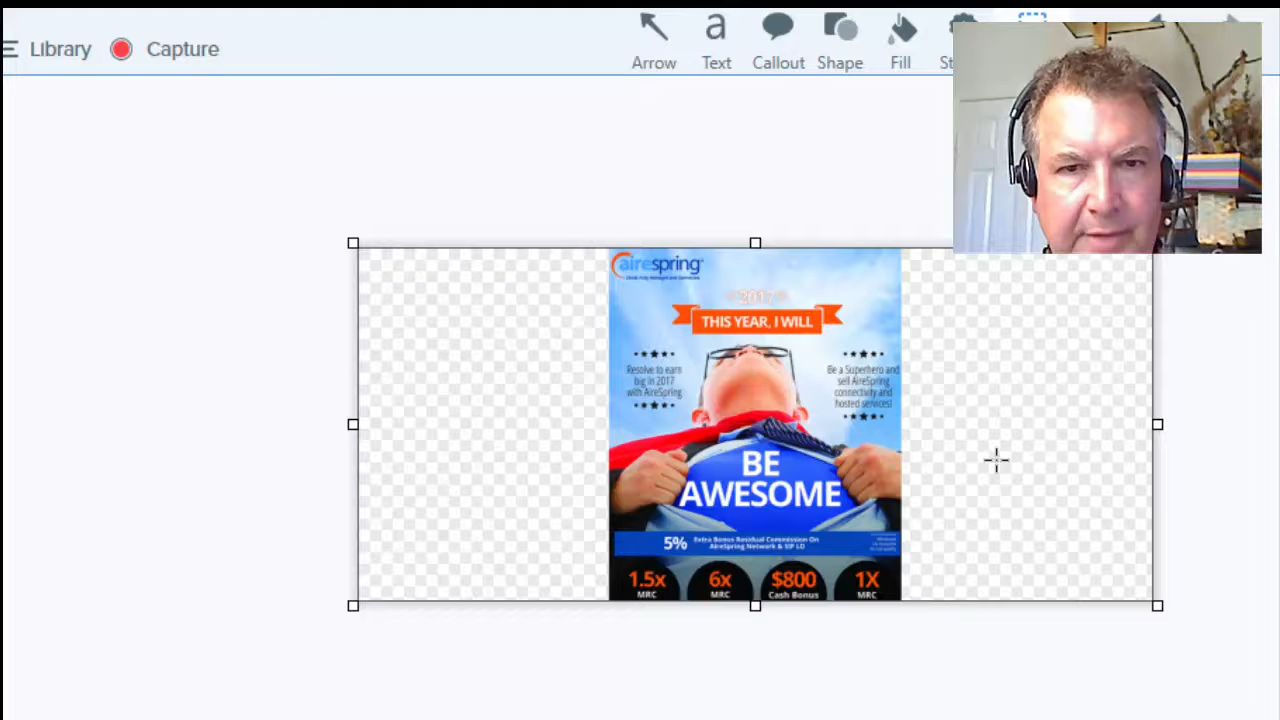 Library
Capture
Arrow
Text
Callout
Shape
Fill
St
airespring
2017
THIS YEAR, I WILL
Resolve to earn
big in 2017
with AireSpring
Be a Superhero and
sell AireSpring
connectivity and
hosted services!
BE
AWESOME
5%
Extra Bonus Residual Commission On
AireSpring Network & SIP LD
1.5x
MRC
6x
MRC
$800
Cash Bonus
1X
MRC